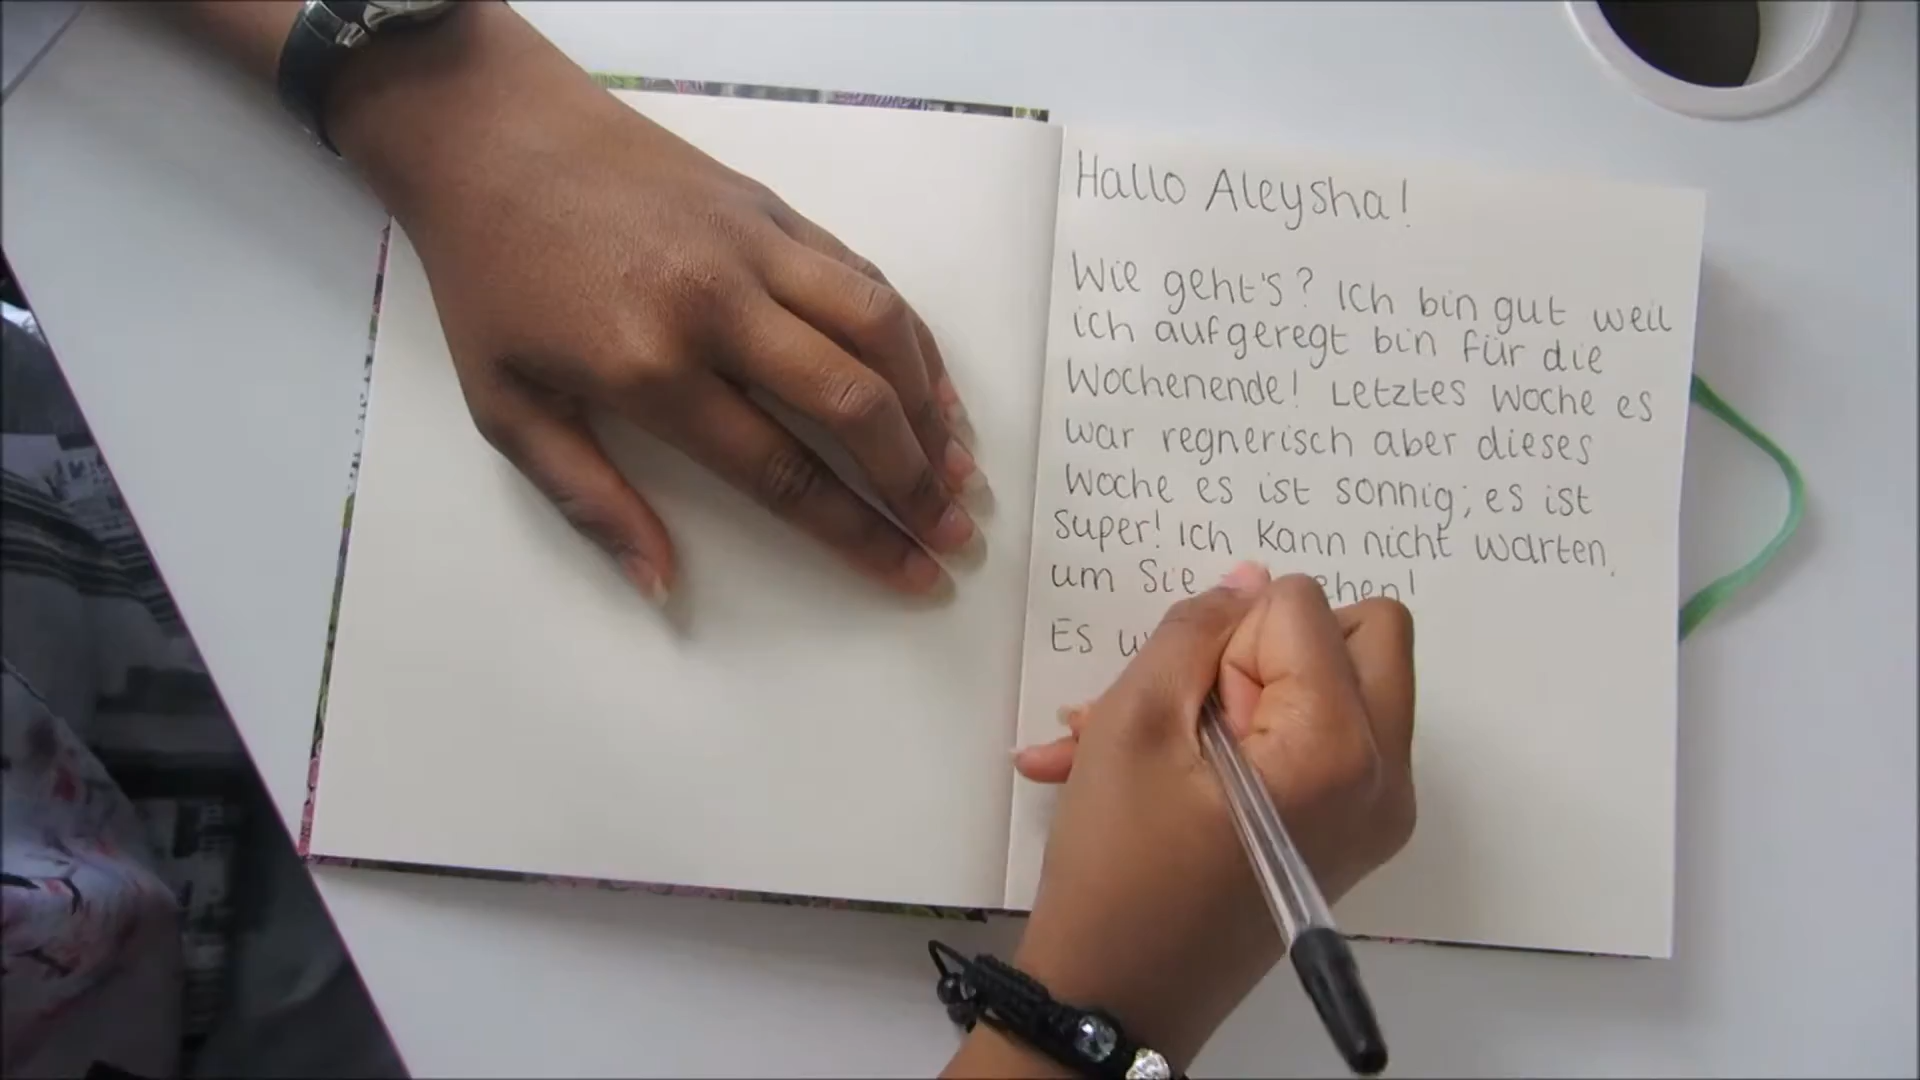 Hallo Aleysha!
Wie geht's? Ich bin gut weil
ich aufgeregt bin für die
Wochenende! Letztes Woche es
war regnerisch aber dieses
Woche es ist sonnig; es ist
super! Ich kann nicht warten.
um Sie
Es